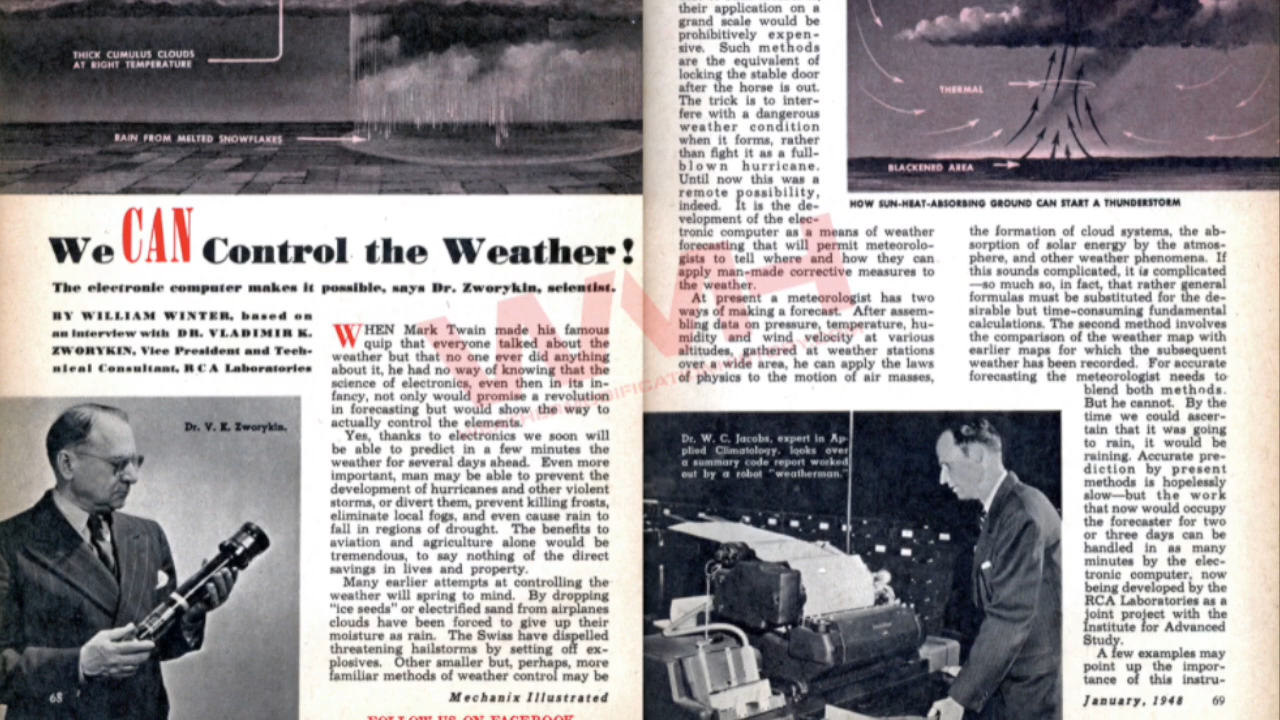 THICK CUMULUS CLOUDS
AT RIGHT TEMPERATURE
RAIN FROM MELTED SNOWFLAKES
We CAN Control the Weather!
The electronic computer makes it possible, says Dr. Zworykin, scientist.
BY WILLIAM WINTER, based on
an interview with DR. VLADIMIR K.
ZWORYKIN, Vice President and Tech-
nical Consultant, RCA Laboratories
Dr. V. K. Zworykin.
68
WHEN Mark Twain made his famous
quip that everyone talked about the
weather but that no one ever did anything
about it, he had no way of knowing that the
science of electronics, even then in its in-
fancy, not only would promise a revolution
in forecasting but would show the way to
actually control the elements.
Yes, thanks to electronics we soon will
be able to predict in a few minutes the
weather for several days ahead. Even more
important, man may be able to prevent the
development of hurricanes and other violent
storms, or divert them, prevent killing frosts,
eliminate local fogs, and even cause rain to
fall in regions of drought. The benefits to
aviation and agriculture alone would be
tremendous, to say nothing of the direct
savings in lives and property.
Many earlier attempts at controlling the
weather will spring to mind. By dropping
"ice seeds" or electrified sand from airplanes
clouds have been forced to give up their
moisture as rain. The Swiss have dispelled
threatening hailstorms by setting off ex-
plosives. Other smaller but, perhaps, more
familiar methods of weather control may be
Mechanix Illustrated
FOLLOW US ON FACEBOOK
their application on a
grand scale would be
prohibitively expen-
sive. Such methods
are the equivalent of
locking the stable door
after the horse is out.
The trick is to inter-
fere with a dangerous
weather condition
when it forms, rather
than fight it as a full-
blown hurricane.
Until now this was a
remote possibility,
indeed. It is the de-
velopment of the elec-
tronic computer as a means of weather
forecasting that will permit meteorolo-
gists to tell where and how they can
apply man-made corrective measures to
the weather.
At present a meteorologist has two
ways of making a forecast. After assem-
bling data on pressure, temperature, hu-
midity and wind velocity at various
altitudes, gathered at weather stations
over a wide area, he can apply the laws
of physics to the motion of air masses,
THERMAL
BLACKENED AREA
HOW SUN-HEAT-ABSORBING GROUND CAN START A THUNDERSTORM
the formation of cloud systems, the ab-
sorption of solar energy by the atmos-
phere, and other weather phenomena. If
this sounds complicated, it is complicated
—so much so, in fact, that rather general
formulas must be substituted for the de-
sirable but time-consuming fundamental
calculations. The second method involves
the comparison of the weather map with
earlier maps for which the subsequent
weather has been recorded. For accurate
forecasting the meteorologist needs to
blend both methods.
But he cannot. By the
time we could ascer-
tain that it was going
to rain, it would be
raining. Accurate pre-
diction by present
methods is hopelessly
slow—but the work
that now would occupy
the forecaster for two
or three days can be
handled in as many
minutes by the elec-
tronic computer, now
being developed by the
RCA Laboratories as a
joint project with the
Institute for Advanced
Study.
A few examples may
point up the impor-
tance of this instru-
Dr. W. C. Jacobs, expert in Ap-
plied Climatology, looks over
a summary code report worked
out by a robot "weatherman."
January, 1948 69
WMH